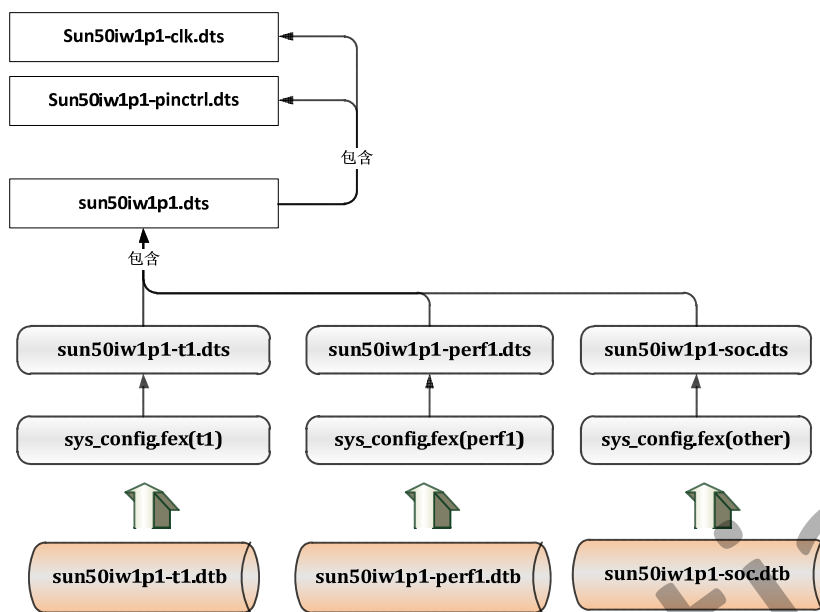 Sun50iw1p1-clk.dts
Sun50iw1p1-pinctrl.dts
包含
sun50iw1p1.dts
包含
sun50iw1p1-t1.dts
sun50iw1p1-perf1.dts
sun50iw1p1-soc.dts
sys_config.fex(t1)
sys_config.fex(perf1)
sys_config.fex(other)
sun50iw1p1-t1.dtb
sun50iw1p1-perf1.dtb
sun50iw1p1-soc.dtb